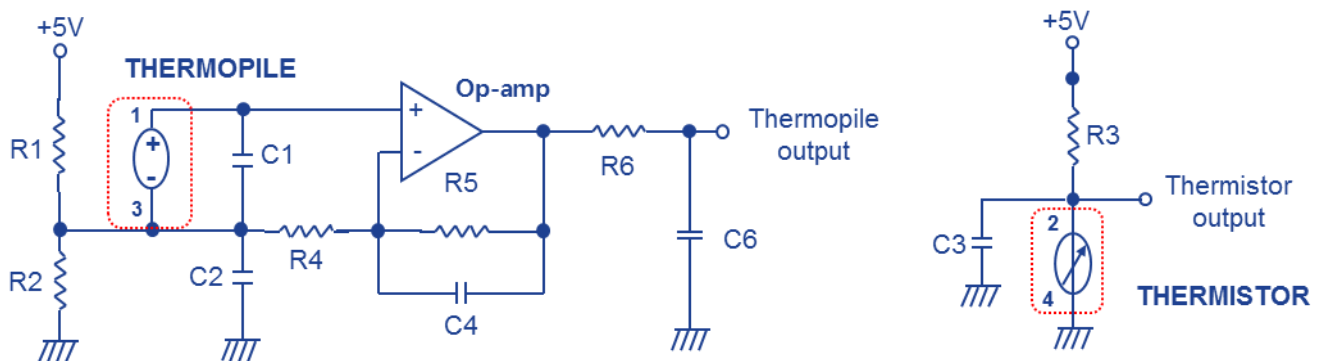 +5V
THERMOPILE
1
+
-
3
R1
R2
C1
C2
R4
Op-amp
+
-
R5
C4
R6
C6
Thermopile
output
+5V
R3
Thermistor
output
C3
2
4
THERMISTOR